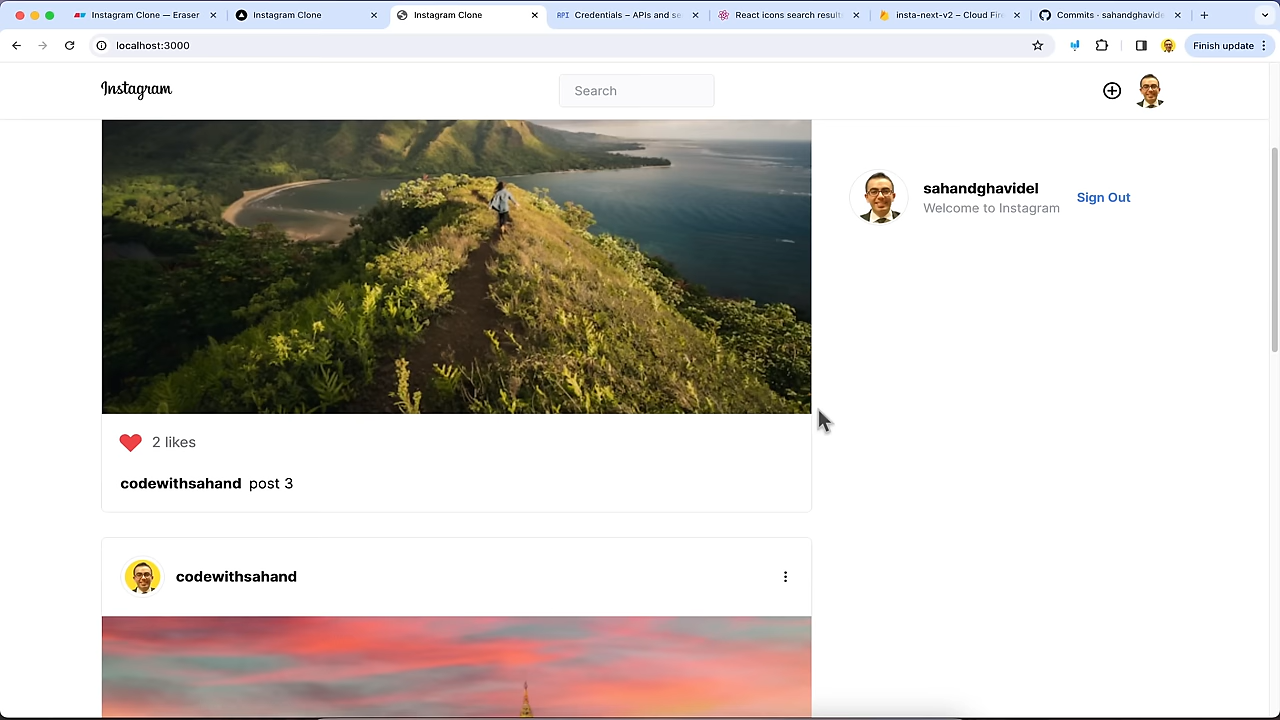 Instagram Clone — Eraser
Instagram Clone
Instagram Clone
API Credentials – APIs and se
React icons search result
insta-next-v2 – Cloud Fire
Commits · sahandghavide
localhost:3000
Finish update
Instagram
Search
sahandghavidel
Welcome to Instagram
Sign Out
2 likes
codewithsahand post 3
codewithsahand